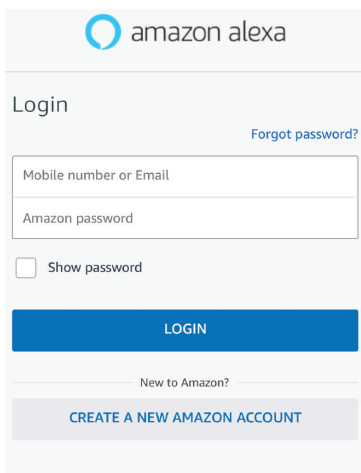 amazon alexa
Login
Forgot password?
Mobile number or Email
Amazon password
Show password
LOGIN
New to Amazon?
CREATE A NEW AMAZON ACCOUNT